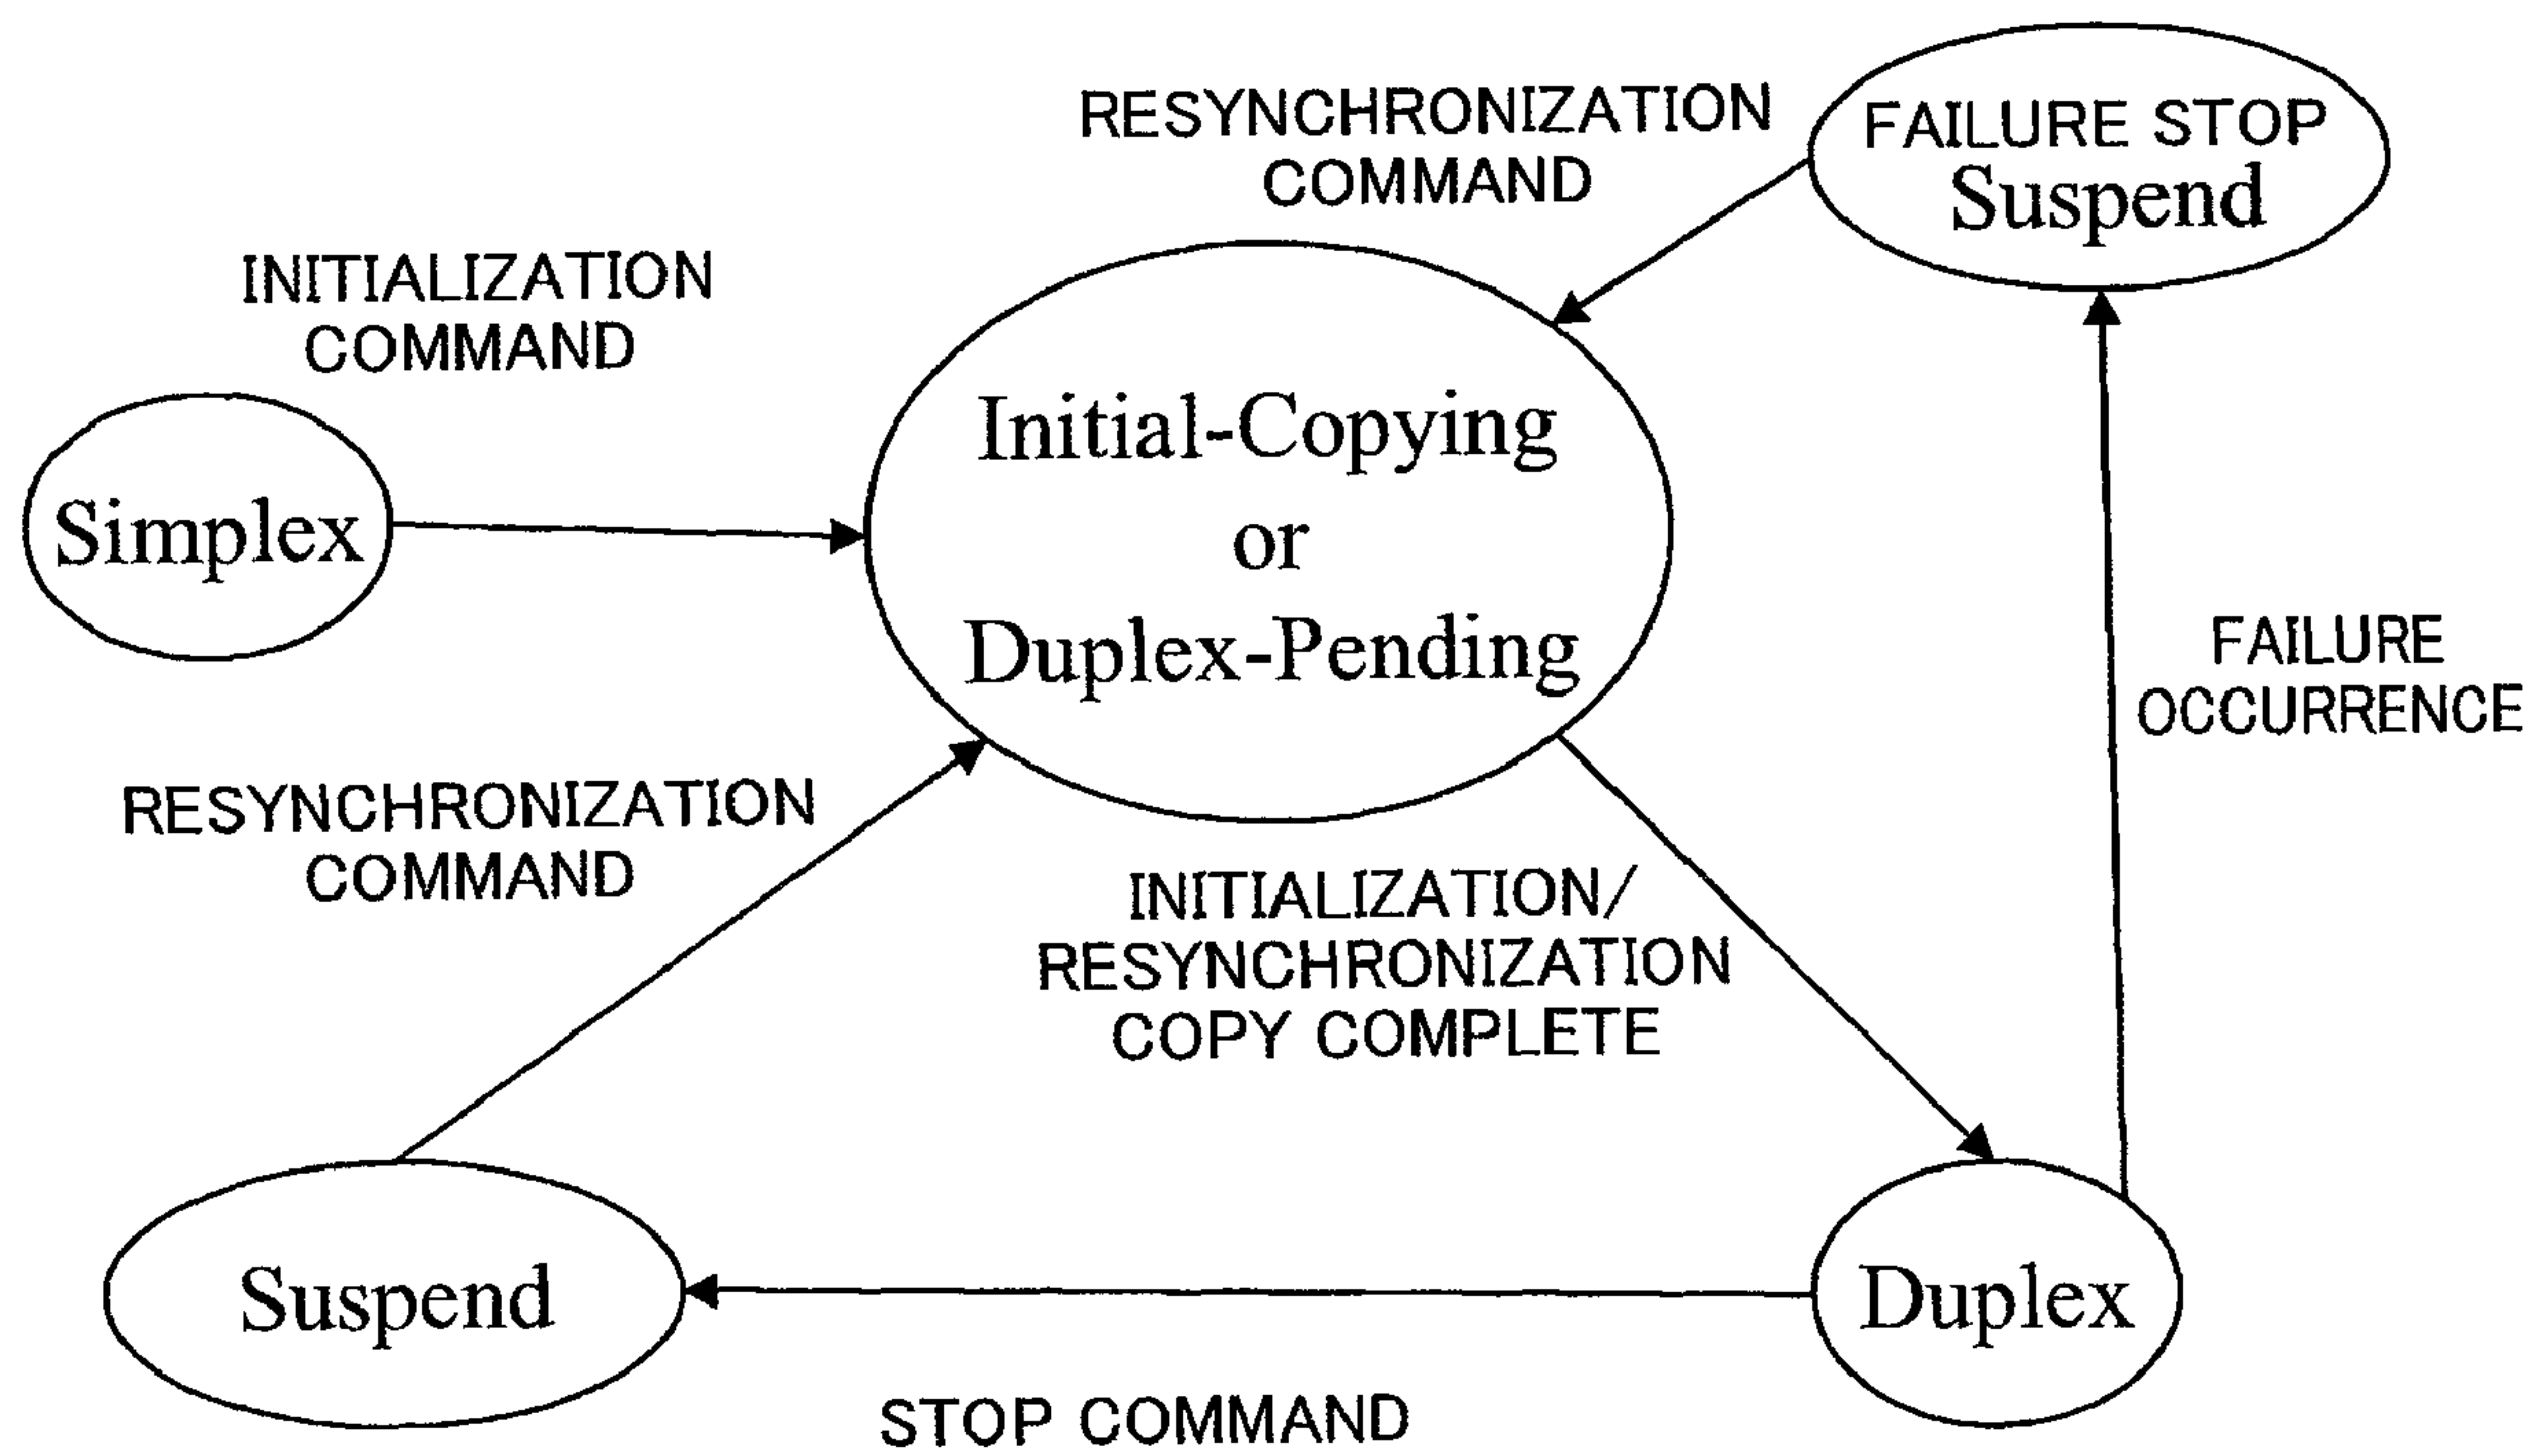 RESYNCHRONIZATION
COMMAND
FAILURE STOP
Suspend
INITIALIZATION
COMMAND
Simplex
Initial-Copying
or
Duplex-Pending
FAILURE
OCCURRENCE
RESYNCHRONIZATION
COMMAND
INITIALIZATION/
RESYNCHRONIZATION
COPY COMPLETE
Suspend
Duplex
STOP COMMAND